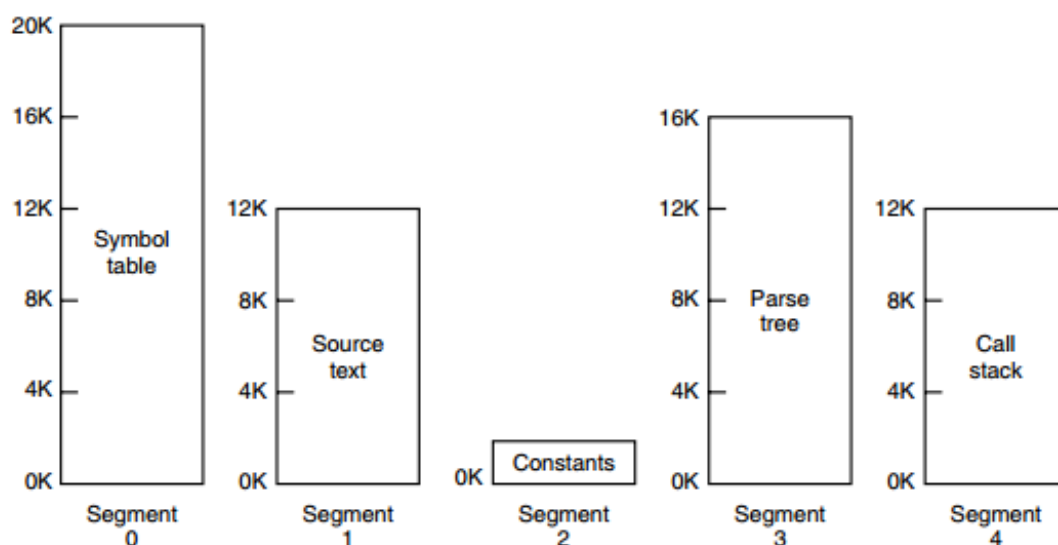 20K
16K
12K
8K
4K
0K
Symbol
table
Segment
0
12K
8K
4K
0K
Source
text
Segment
1
0K
Constants
Segment
2
16K
12K
8K
4K
0K
Parse
tree
Segment
3
12K
8K
4K
0K
Call
stack
Segment
4